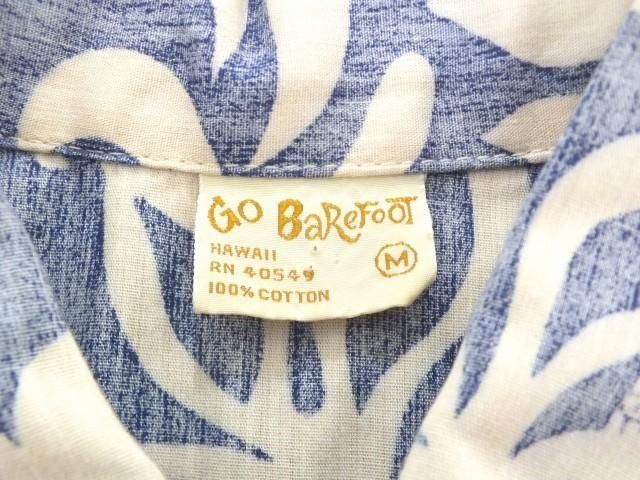 Go BaReFooT
HAWAII
RN 40549
100% COTTON
M